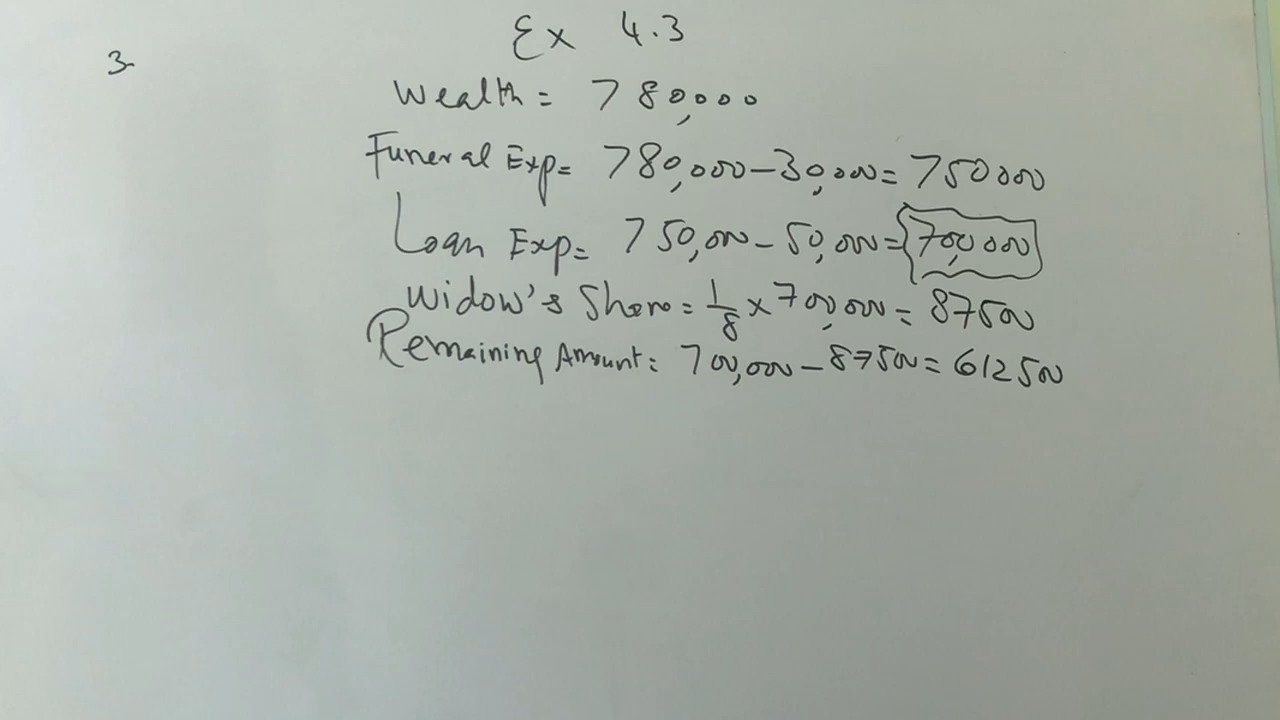 Ex 4.3
3.
Wealth = 780,000
Funeral Exp= 780,000-30,000= 750000
Loan Exp= 750,000-50,000= 700,000
Widow's Share= 1/8 × 700,000= 87500
Remaining Amount: 700,000-87500= 612500